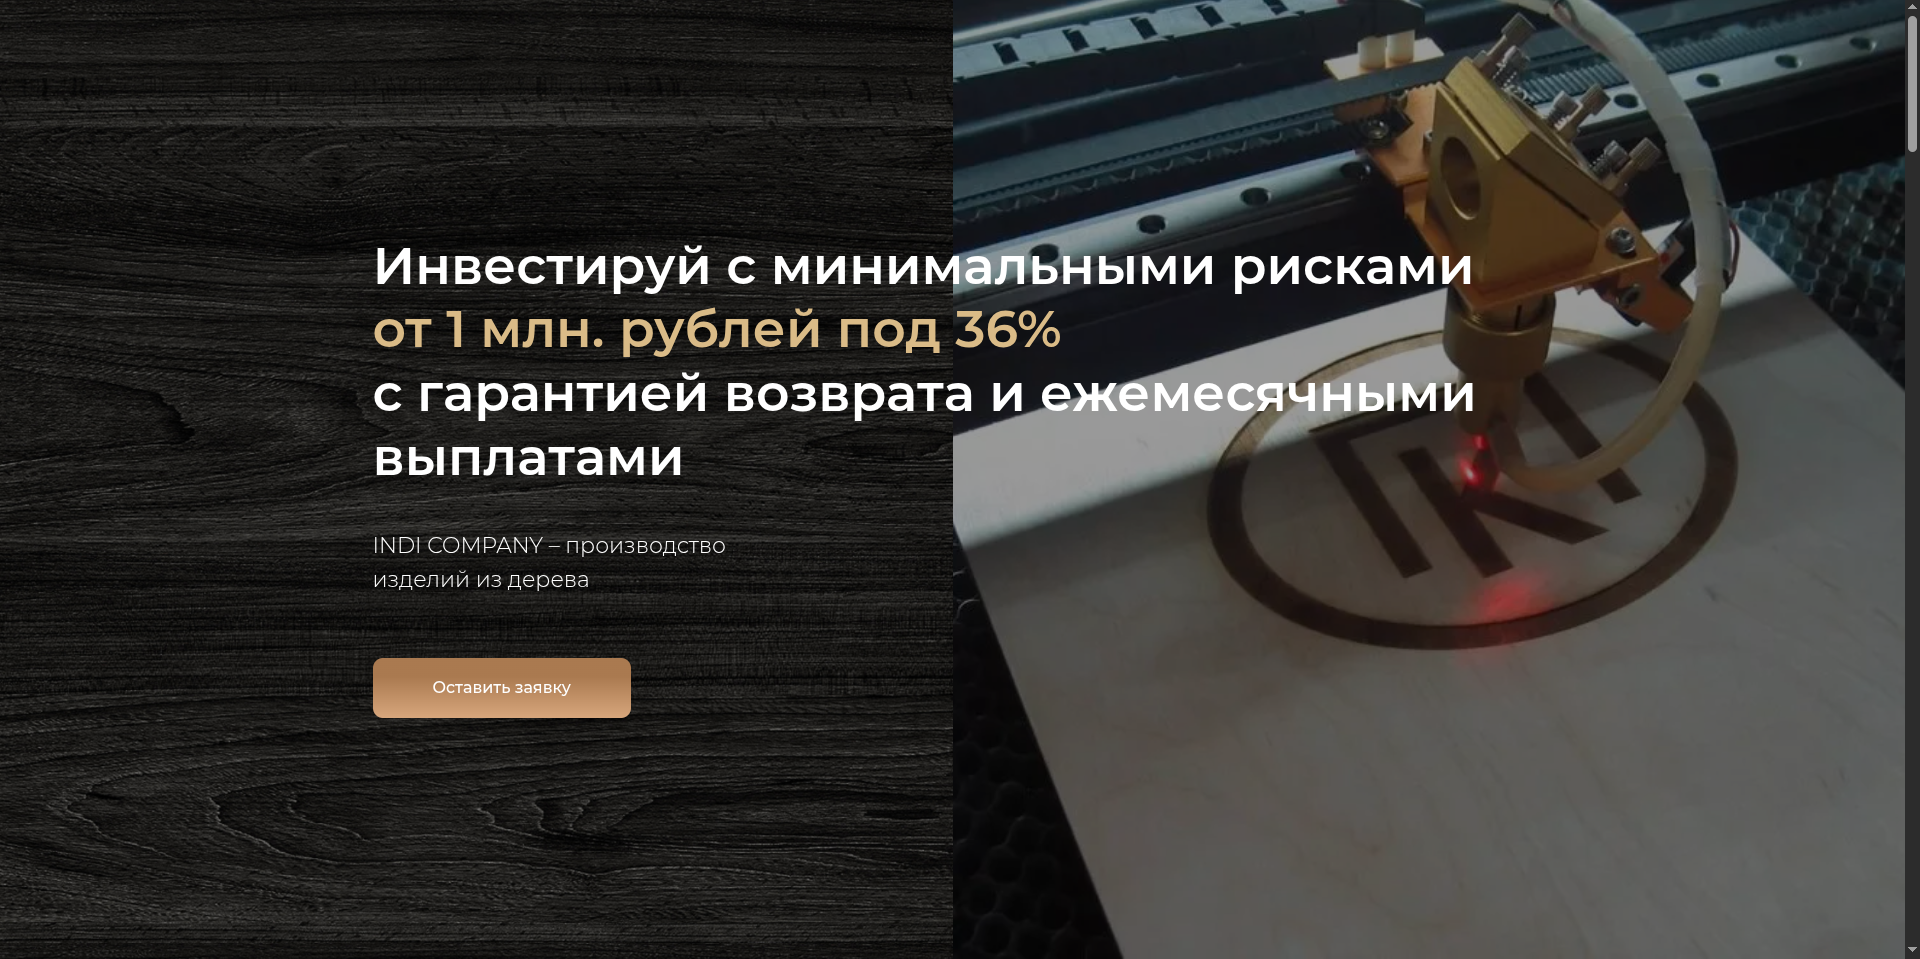 Инвестируй с минимальными рисками
от 1 млн. рублей под 36%
с гарантией возврата и ежемесячными
выплатами
INDI COMPANY – производство
изделий из дерева
Оставить заявку